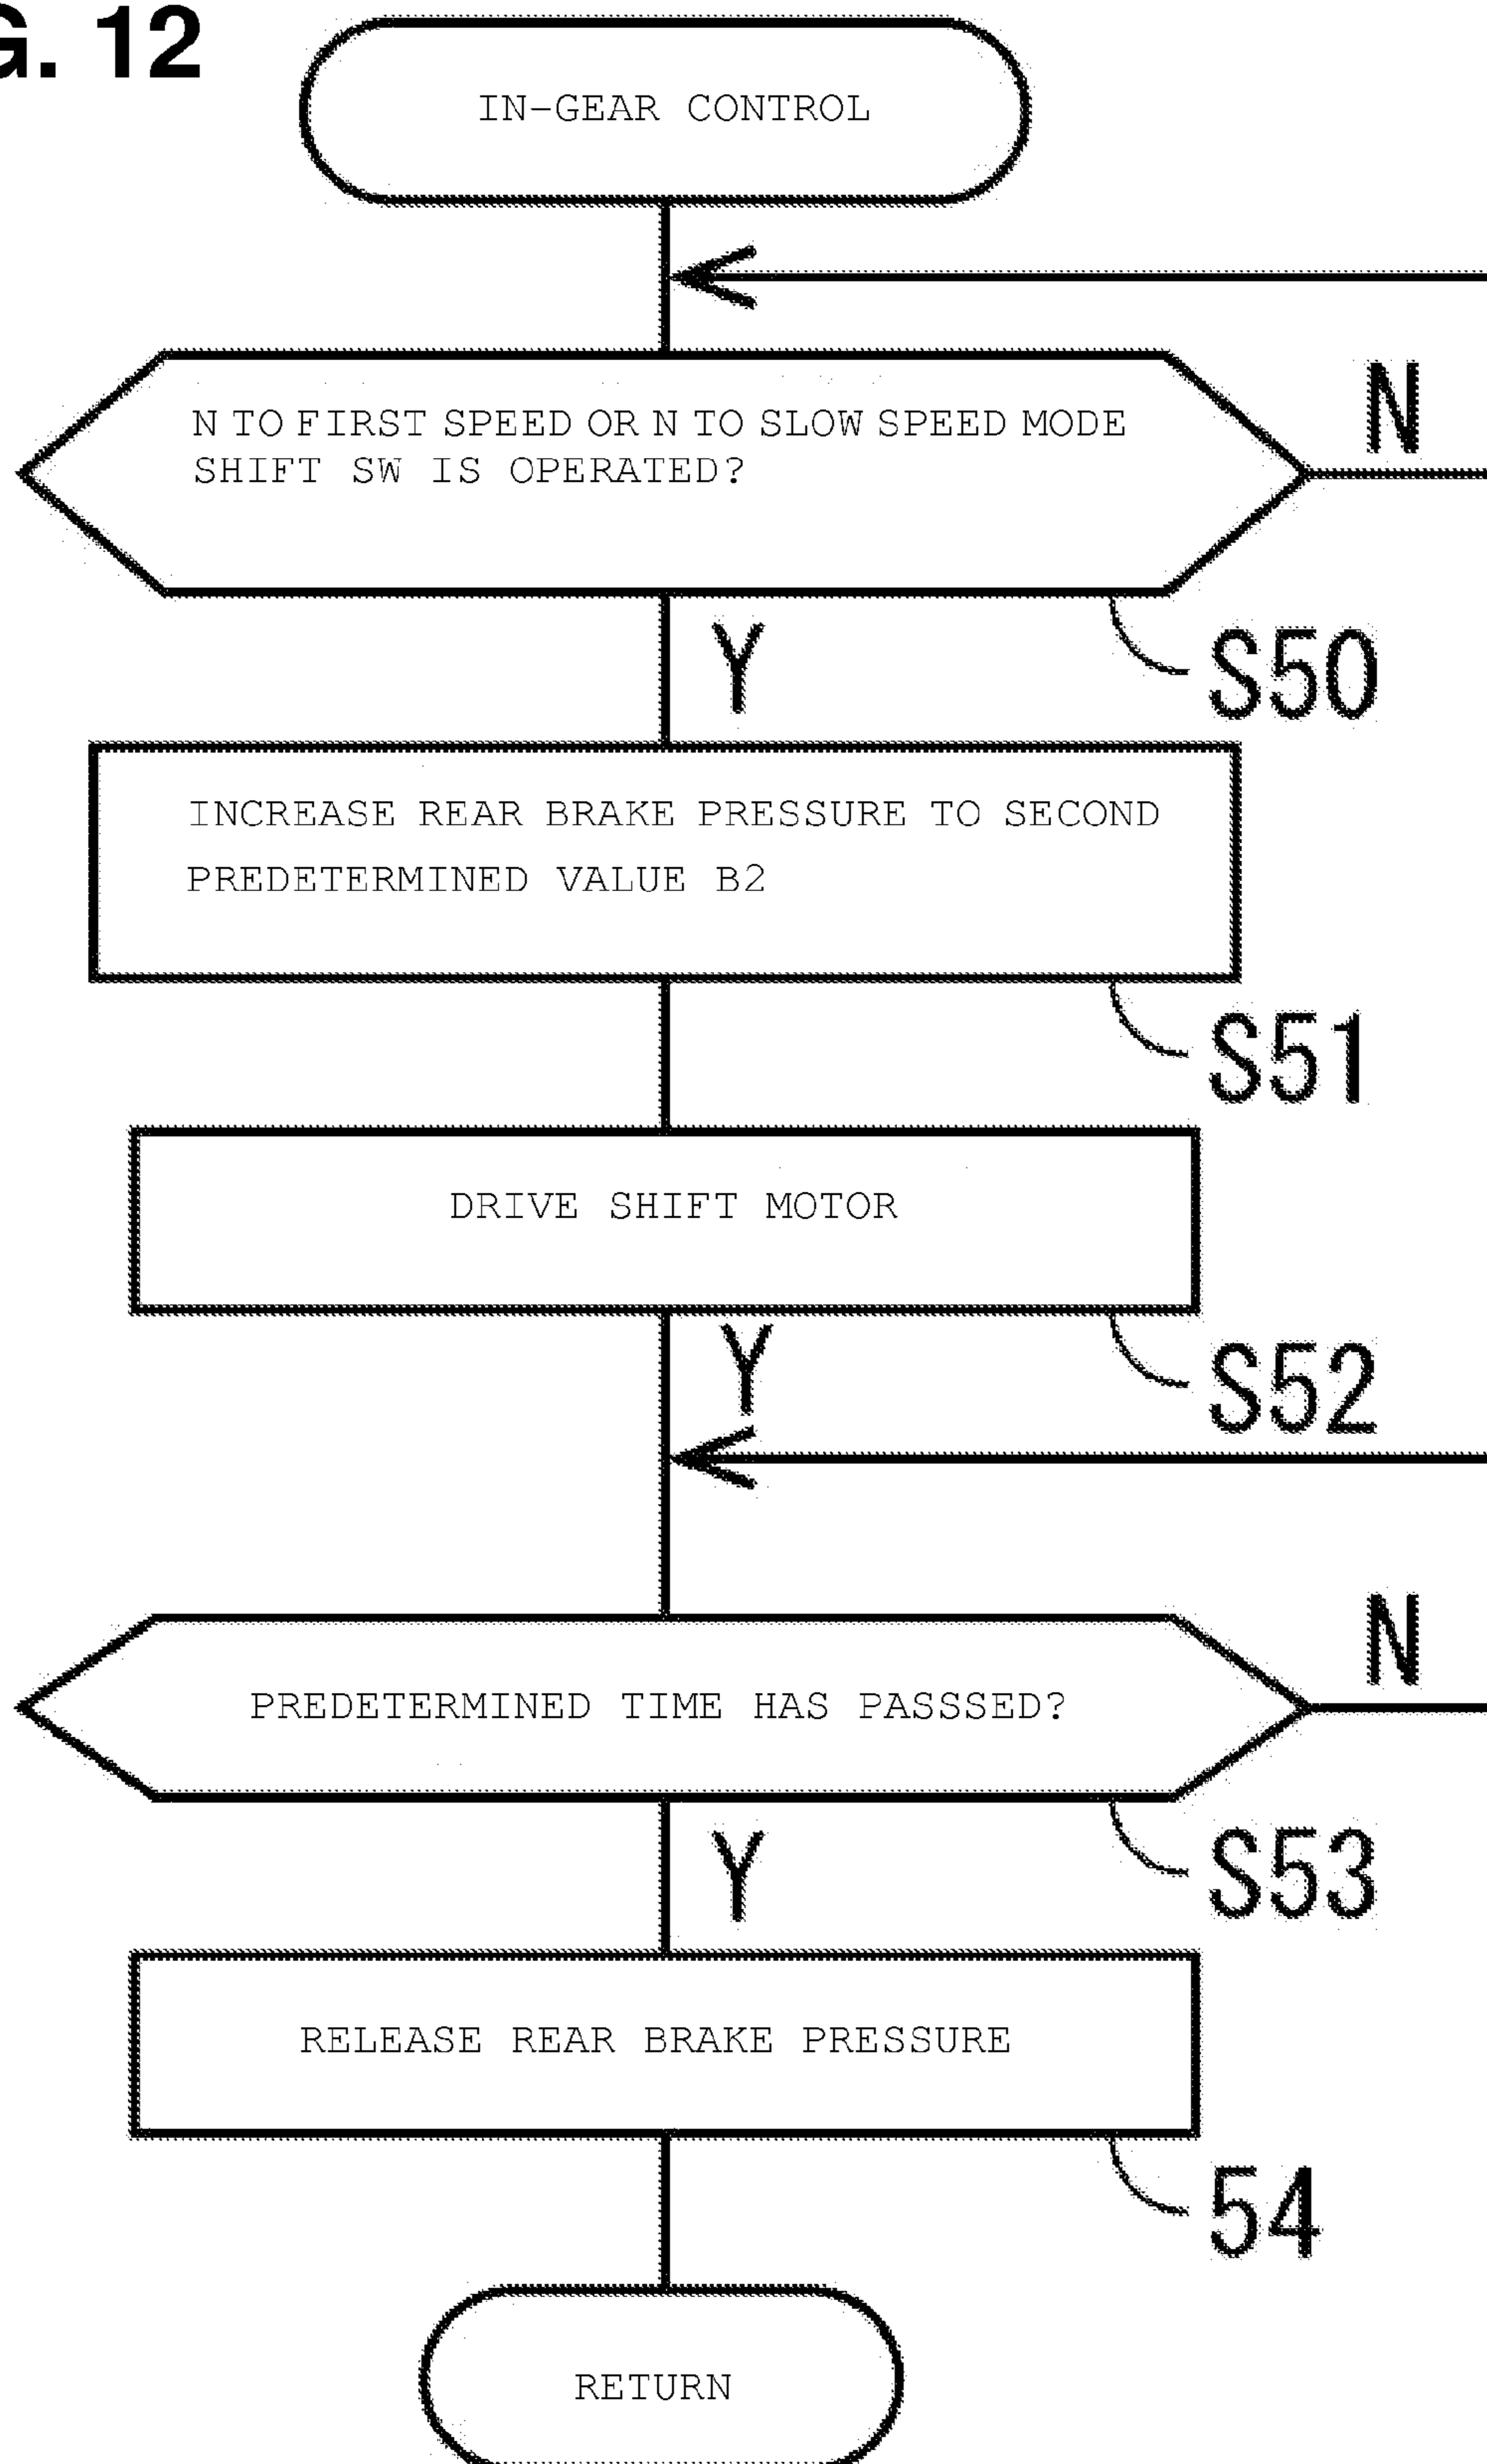 G. 12
IN-GEAR CONTROL
N TO FIRST SPEED OR N TO SLOW SPEED MODE
SHIFT SW IS OPERATED?
N
Y
S50
INCREASE REAR BRAKE PRESSURE TO SECOND
PREDETERMINED VALUE B2
S51
DRIVE SHIFT MOTOR
Y
S52
PREDETERMINED TIME HAS PASSSED?
N
Y
S53
RELEASE REAR BRAKE PRESSURE
54
RETURN